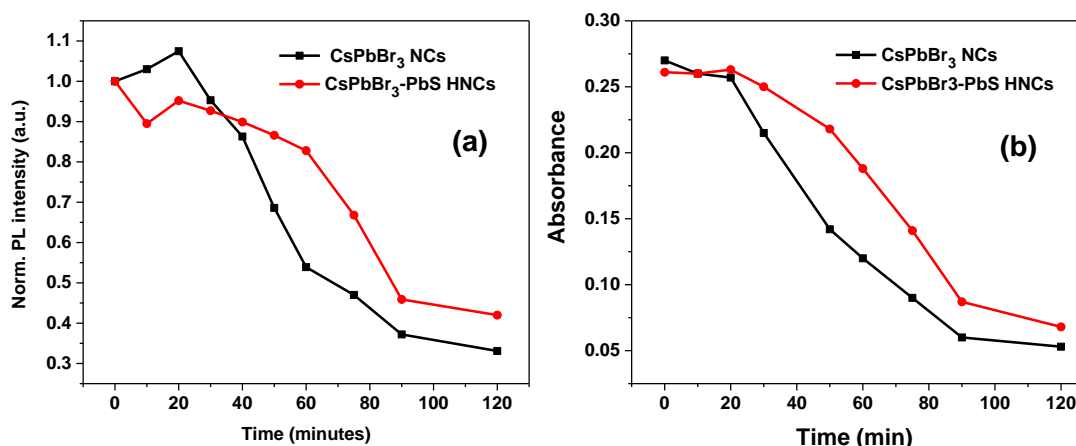 Norm. PL intensity (a.u.)
1.1
1.0
0.9
0.8
0.7
0.6
0.5
0.4
0.3
CsPbBr₃ NCs
CsPbBr₃-PbS HNCs
(a)
0 20 40 60 80 100 120
Time (minutes)
Absorbance
0.30
0.25
0.20
0.15
0.10
0.05
CsPbBr₃ NCs
CsPbBr3-PbS HNCs
(b)
0 20 40 60 80 100 120
Time (min)